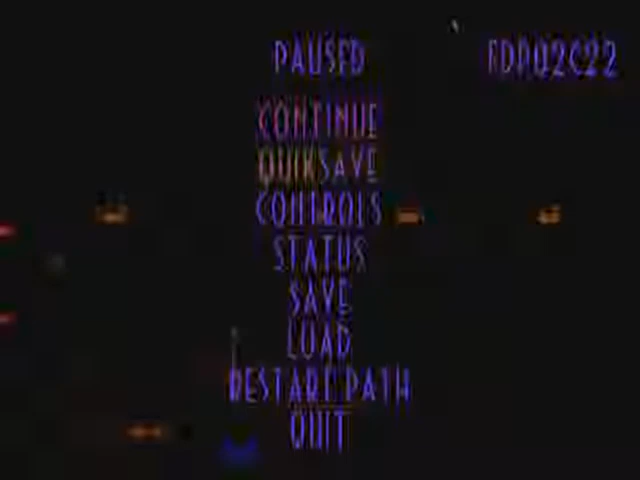 PAUSED
CONTINUE
QUIKSAVE
CONTROLS
STATUS
SAVE
LOAD
RESTART PATH
QUIT